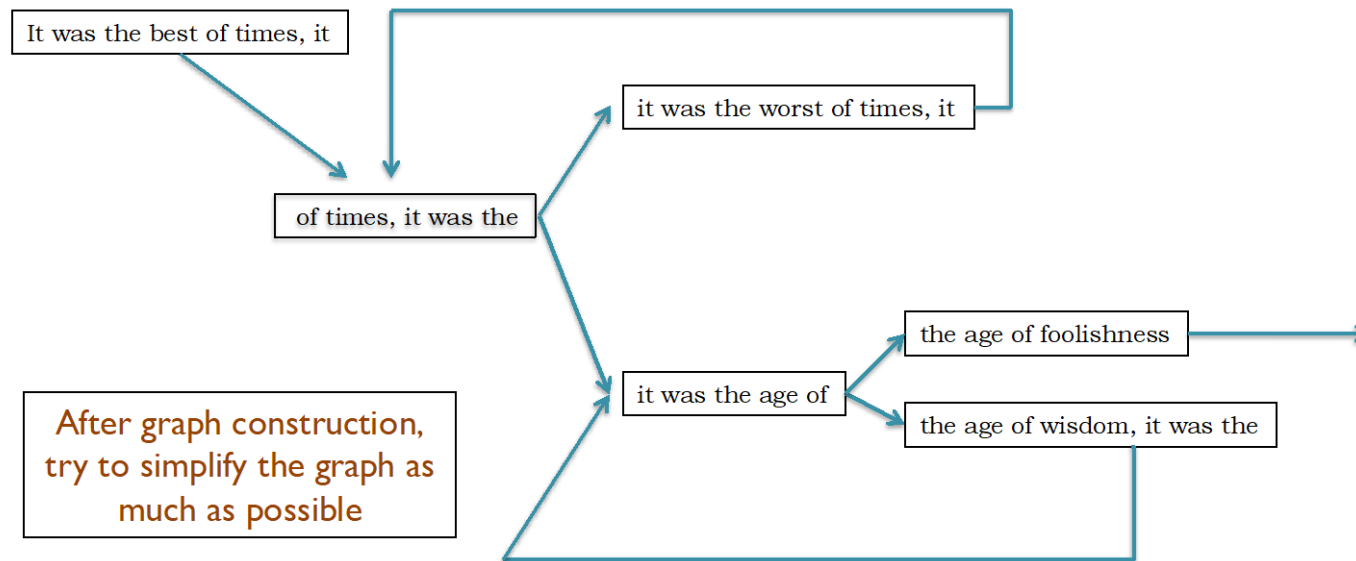 It was the best of times, it
it was the worst of times, it
of times, it was the
the age of foolishness
it was the age of
the age of wisdom, it was the
After graph construction,
try to simplify the graph as
much as possible